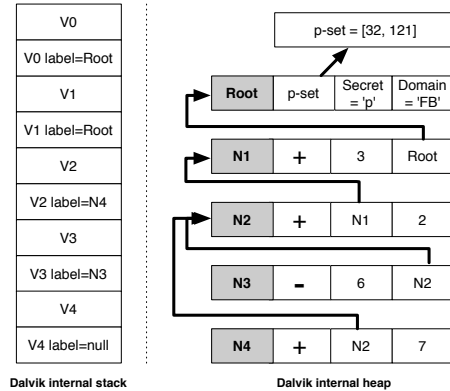 V0
V0 label=Root
V1
V1 label=Root
V2
V2 label=N4
V3
V3 label=N3
V4
V4 label=null
Dalvik internal stack
p-set = [32, 121]
Root p-set Secret = 'p' Domain = 'FB'
N1 + 3 Root
N2 + N1 2
N3 - 6 N2
N4 + N2 7
Dalvik internal heap